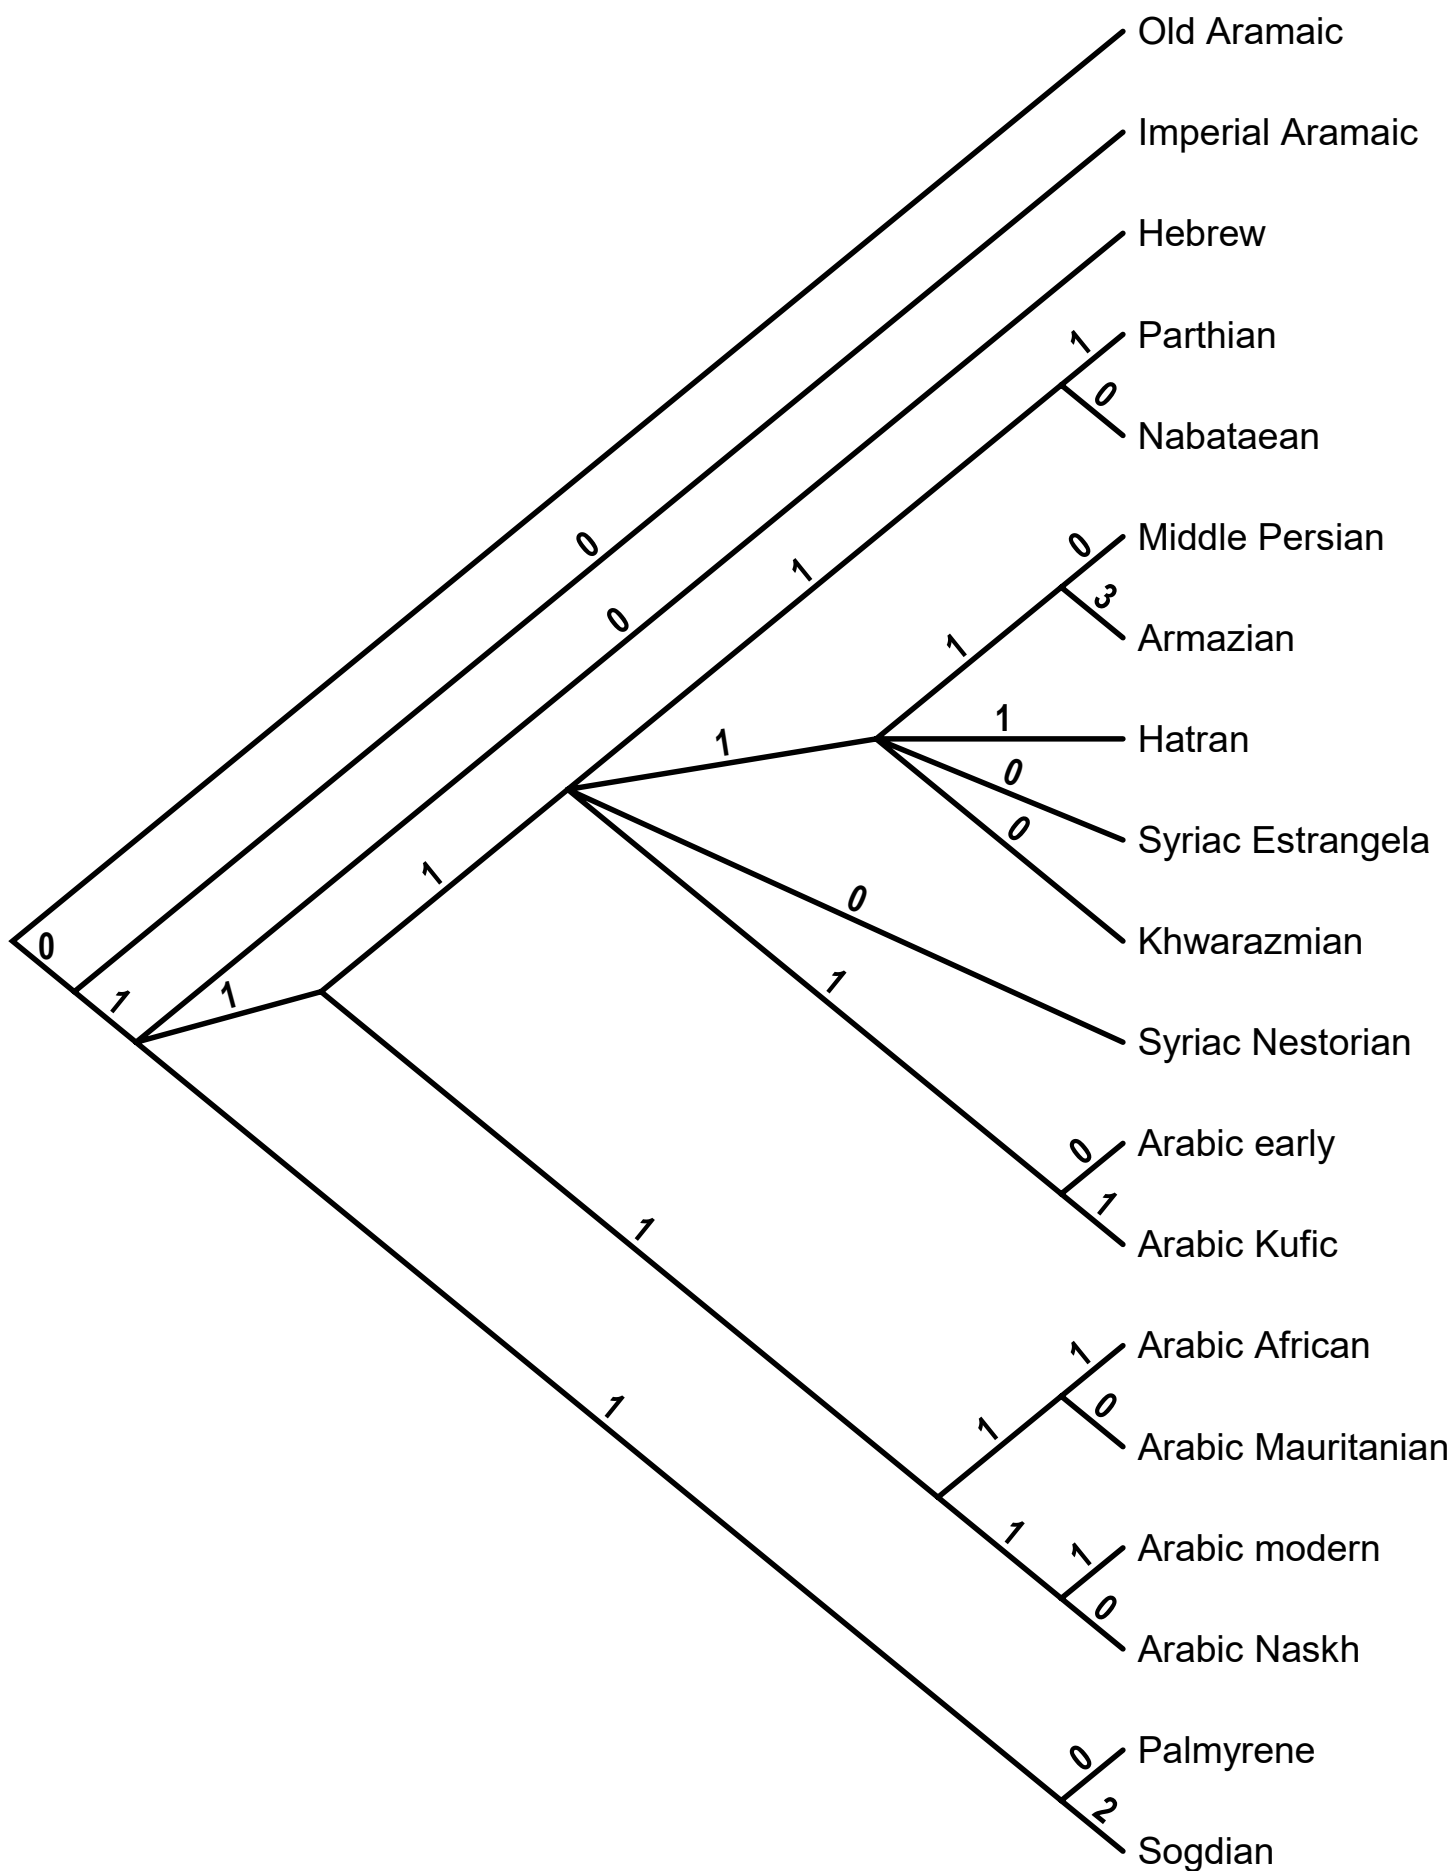 Old Aramaic
Imperial Aramaic
Hebrew
1 Parthian
0 Nabataean
0 0 Middle Persian
1 3 Armazian
0 1 Hatran
1 1 0 Syriac Estrangela
0 Khwarazmian
1 0
0 1 Syriac Nestorian
1 1
0 Arabic early
1 Arabic Kufic
1
1 Arabic African
1 1 0 Arabic Mauritanian
1 1 Arabic modern
0 Arabic Naskh
0 Palmyrene
2 Sogdian